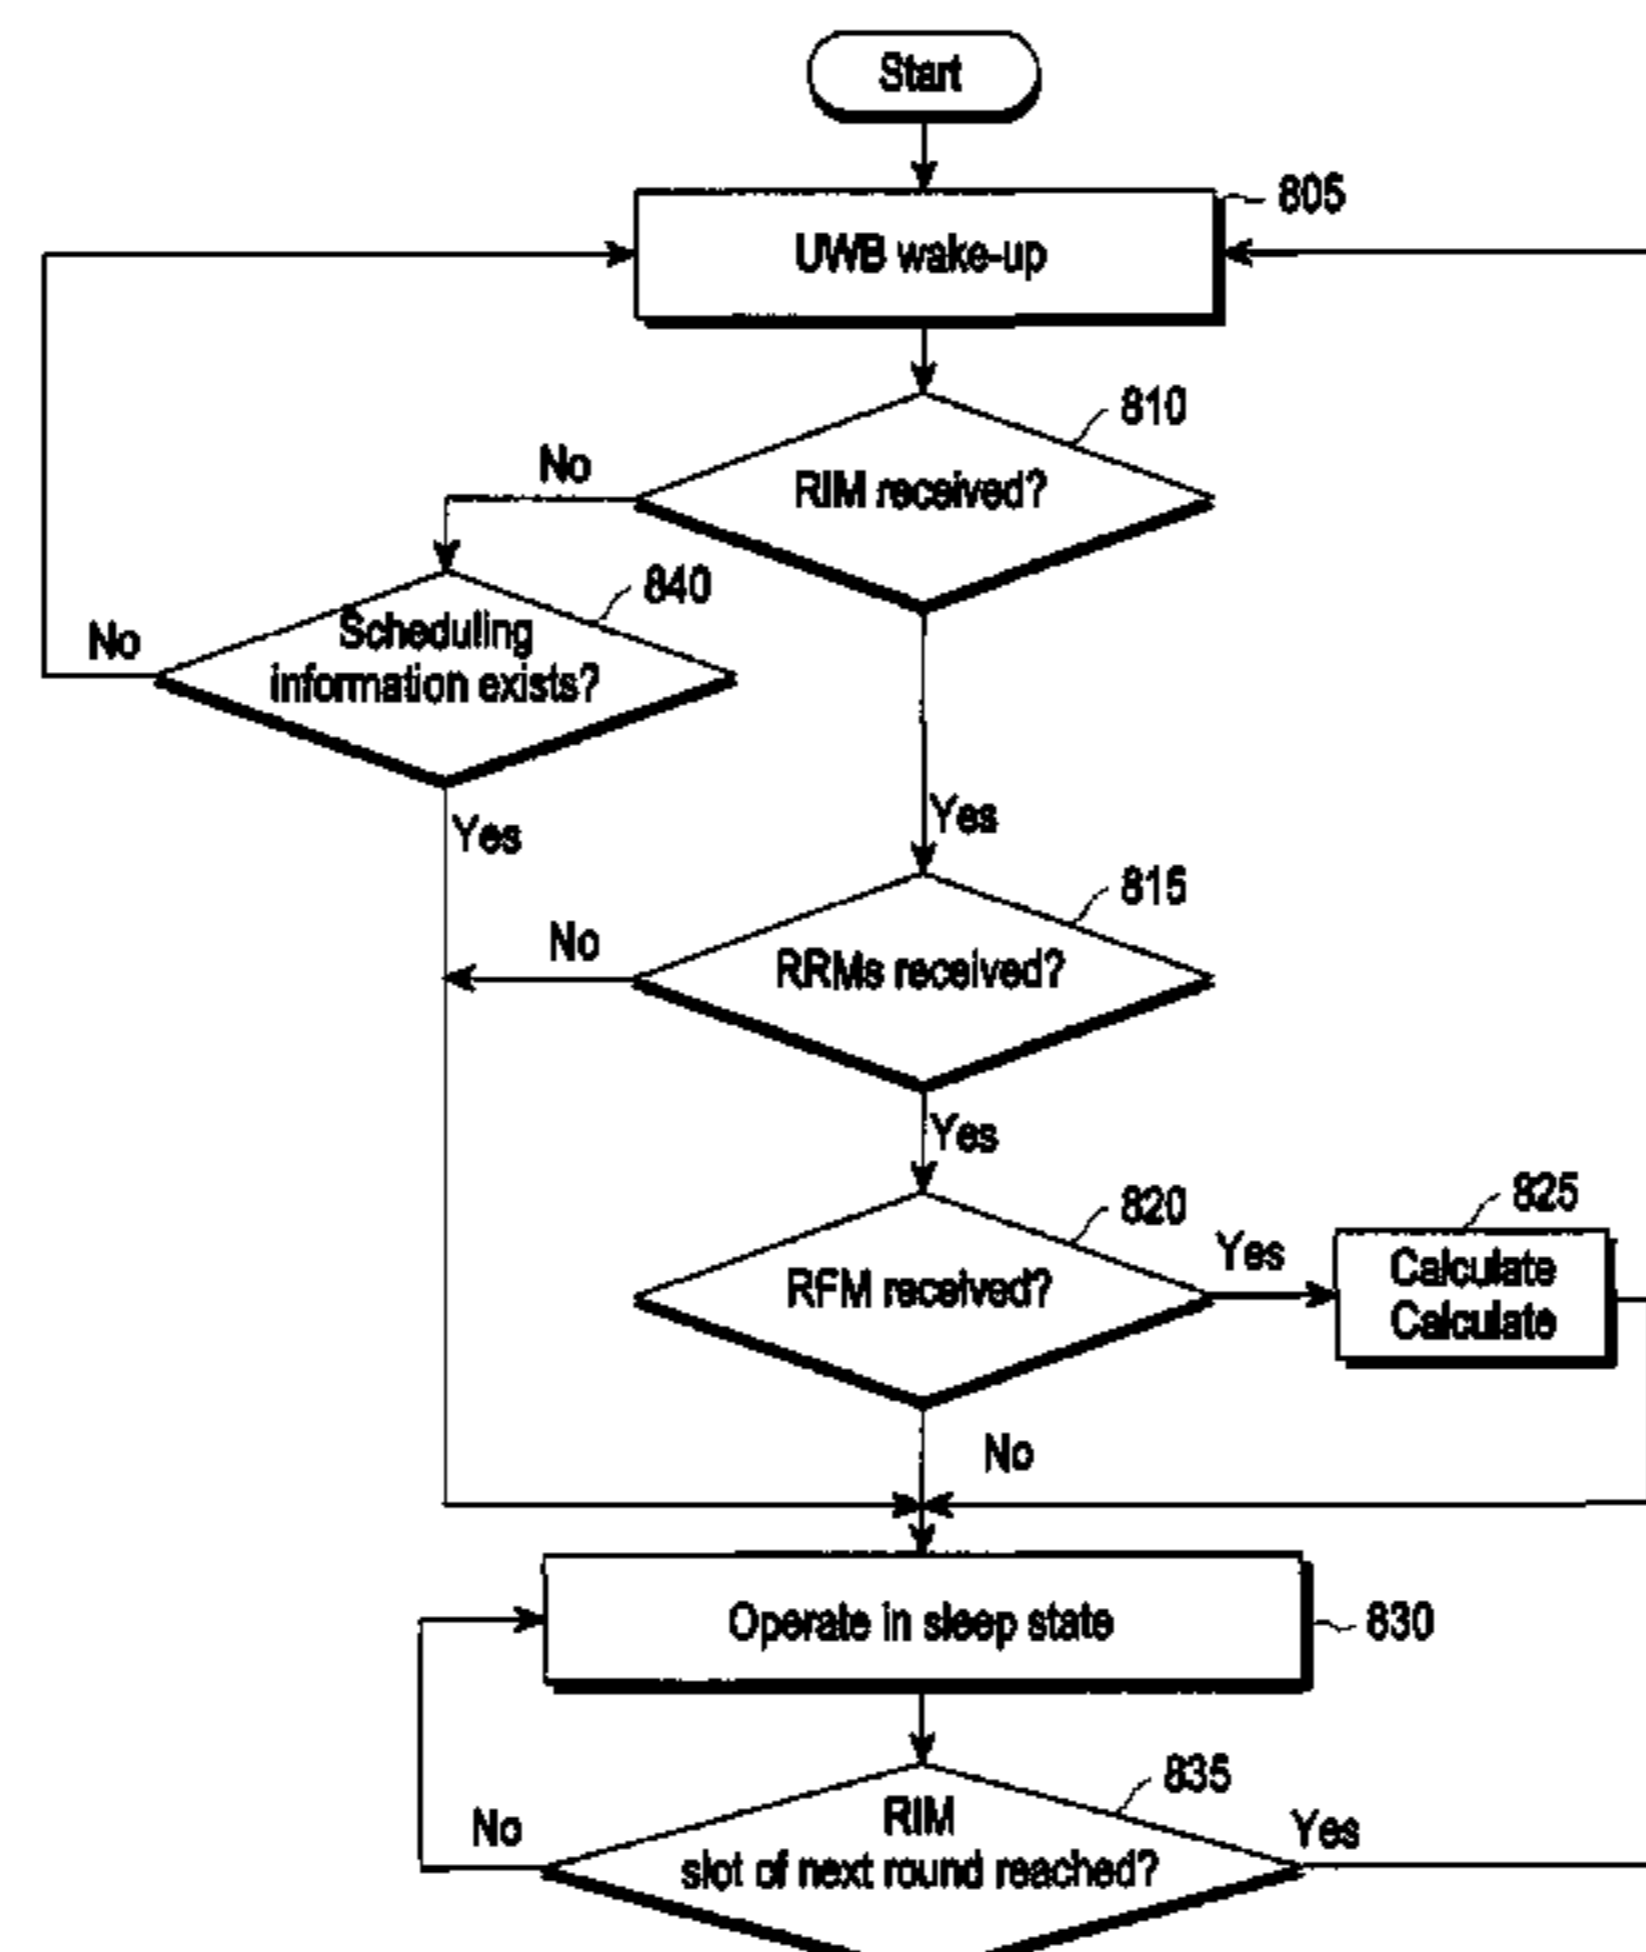 Start
805
UWB wake-up
810
No
RIM received?
840
No
Scheduling
information exists?
Yes
Yes
815
No
RRMs received?
Yes
820
825
Yes
RFM received?
Calculate
Calculate
No
Operate in sleep state
830
835
No
RIM
Yes
slot of next round reached?